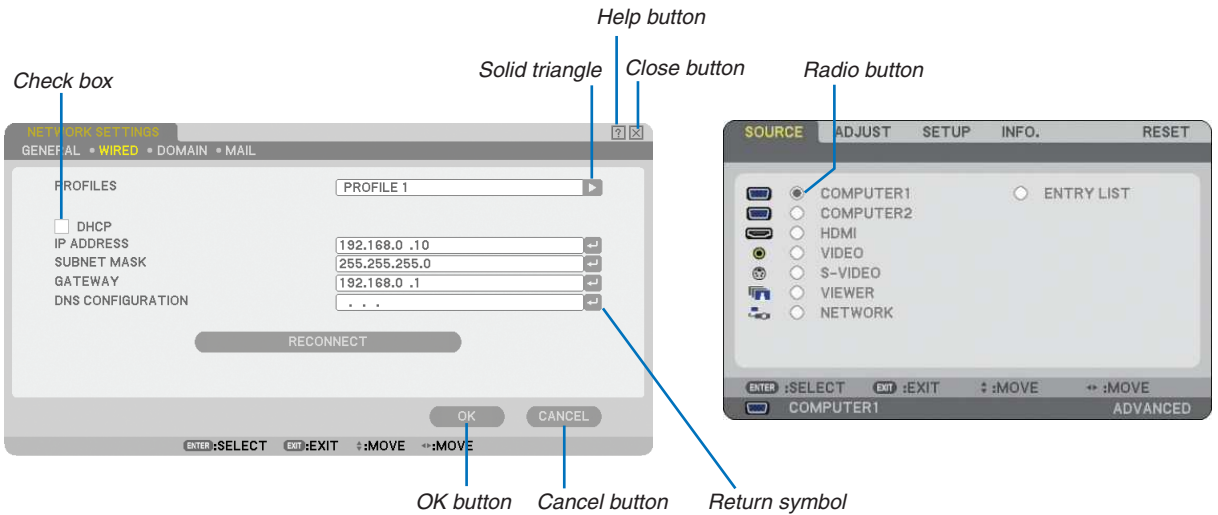 Help button
Check box
Solid triangle
Close button
Radio button
NETWORK SETTINGS
?
GENERAL • WIRED • DOMAIN • MAIL
PROFILES
PROFILE 1
DHCP
IP ADDRESS
192.168.0 .10
SUBNET MASK
255.255.255.0
GATEWAY
192.168.0 .1
DNS CONFIGURATION
. . .
RECONNECT
OK
CANCEL
ENTER :SELECT EXIT :EXIT :MOVE :MOVE
SOURCE ADJUST SETUP INFO. RESET
COMPUTER1
ENTRY LIST
COMPUTER2
HDMI
VIDEO
S-VIDEO
VIEWER
NETWORK
ENTER :SELECT EXIT :EXIT :MOVE :MOVE
COMPUTER1
ADVANCED
OK button
Cancel button
Return symbol